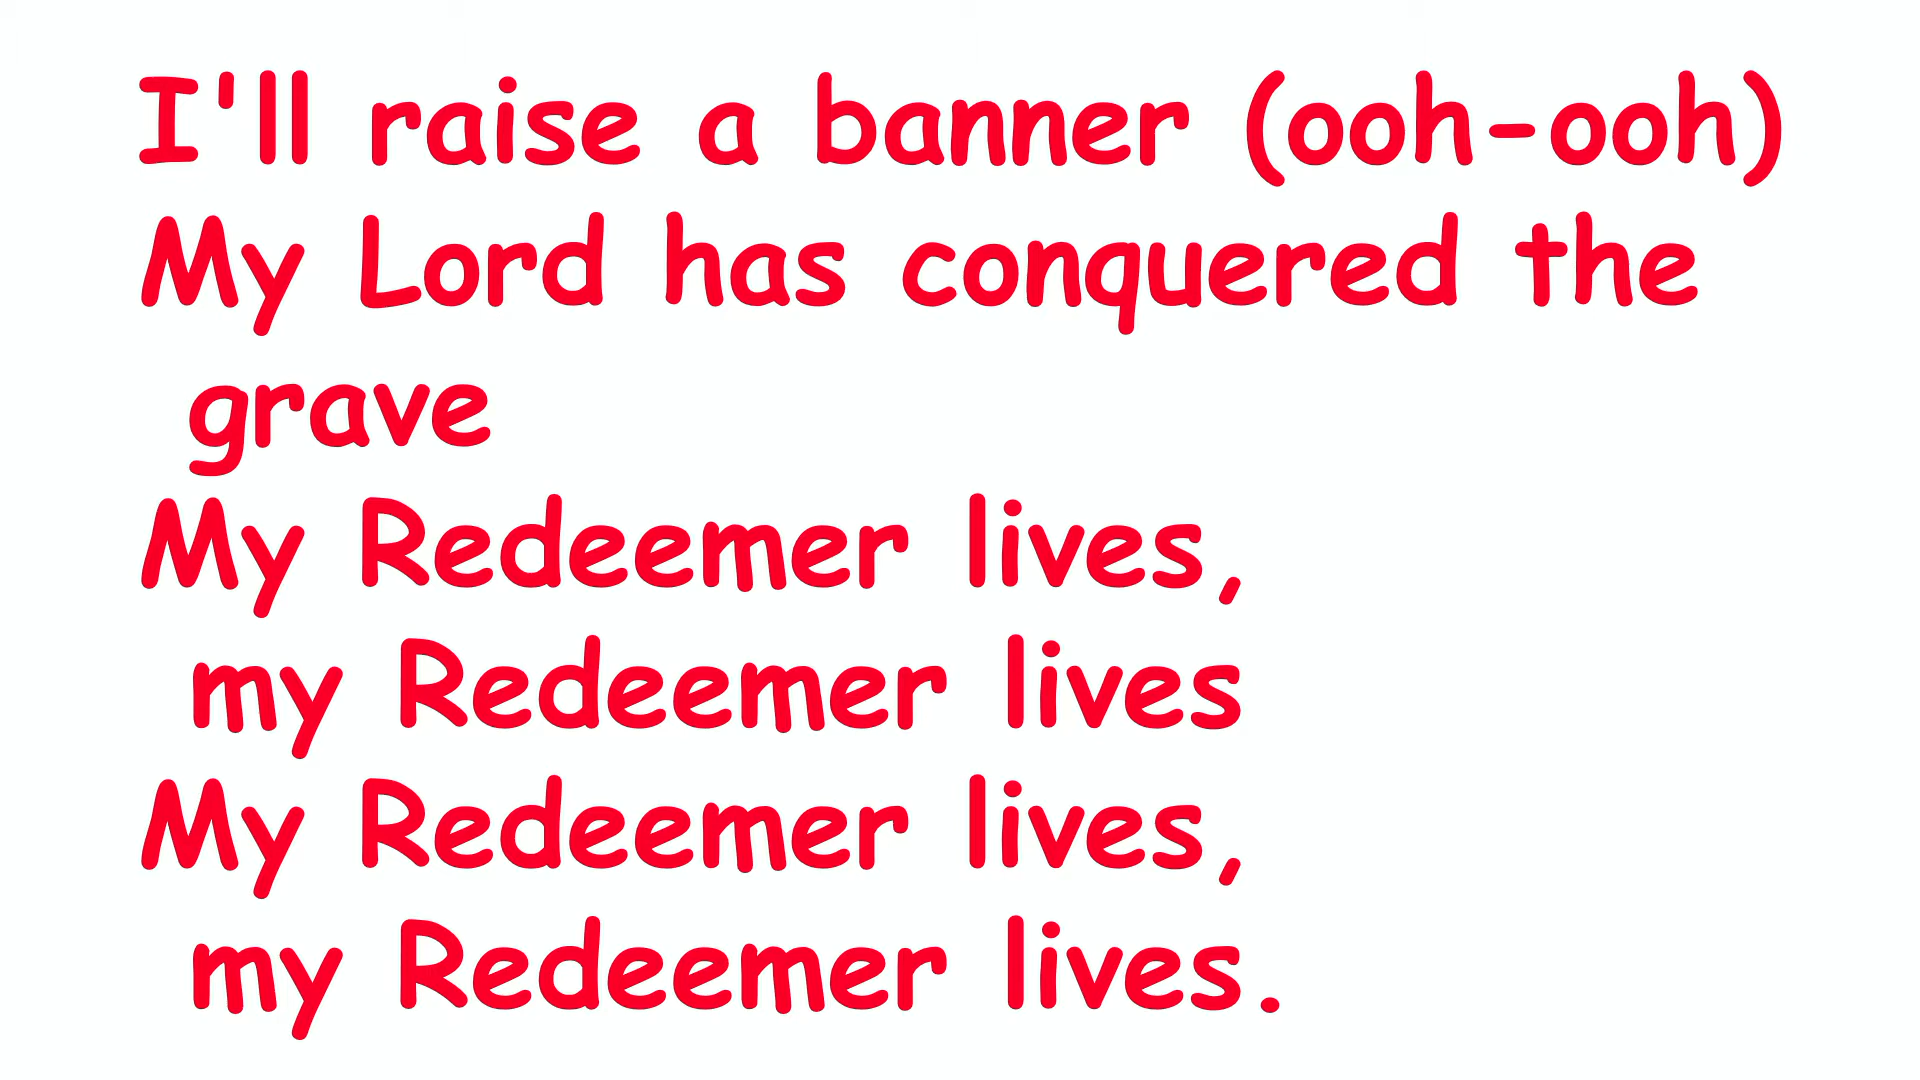 I'll raise a banner (ooh-ooh)
My Lord has conquered the
grave
My Redeemer lives,
my Redeemer lives
My Redeemer lives,
my Redeemer lives.